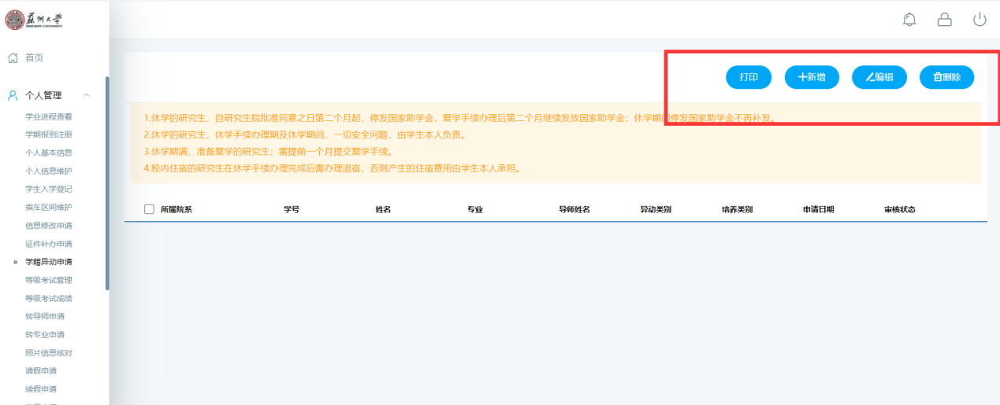 蘇州大學
SOOCHOW UNIVERSITY
首页
个人管理
学业进程查看
学期报到注册
个人基本信息
个人信息维护
学生入学登记
乘车区间维护
信息修改申请
证件补办申请
学籍异动申请
等级考试管理
等级考试成绩
转导师申请
转专业申请
照片信息核对
请假申请
续假申请
打印
新增
编辑
删除
1.休学的研究生，自研究生院批准同意之日第二个月起，停发国家助学金，复学手续办理后第二个月继续发放国家助学金；休学期间停发国家助学金不再补发。
2.休学的研究生，休学手续办理期及休学期间，一切安全问题，由学生本人负责。
3.休学期满，准备复学的研究生；需提前一个月提交复学手续。
4.校内住宿的研究生在休学手续办理完成后需办理退宿，否则产生的住宿费用由学生本人承担。
所属院系 学号 姓名 专业 导师姓名 异动类别 培养类别 申请日期 审核状态